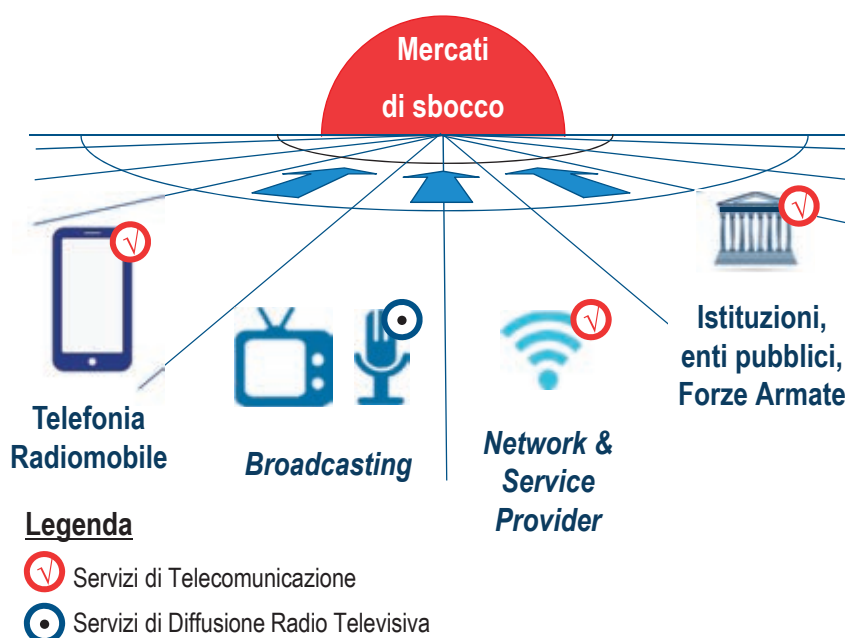 Mercati
di sbocco
Telefonia
Radiomobile
Broadcasting
Network &
Service
Provider
Istituzioni,
enti pubblici,
Forze Armate
Legenda
√ Servizi di Telecomunicazione
Servizi di Diffusione Radio Televisiva